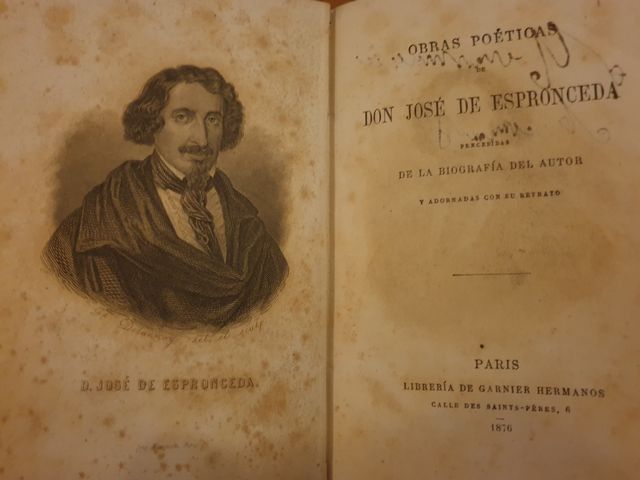 D. JOSÉ DE ESPRONCEDA.
OBRAS POÉTICAS
DE
DON JOSÉ DE ESPRONCEDA
PRECEDIDAS
DE LA BIOGRAFÍA DEL AUTOR
Y ADORNADAS CON SU RETRATO
PARIS
LIBRERÍA DE GARNIER HERMANOS
CALLE DES SAINTS-PÈRES, 6
1876